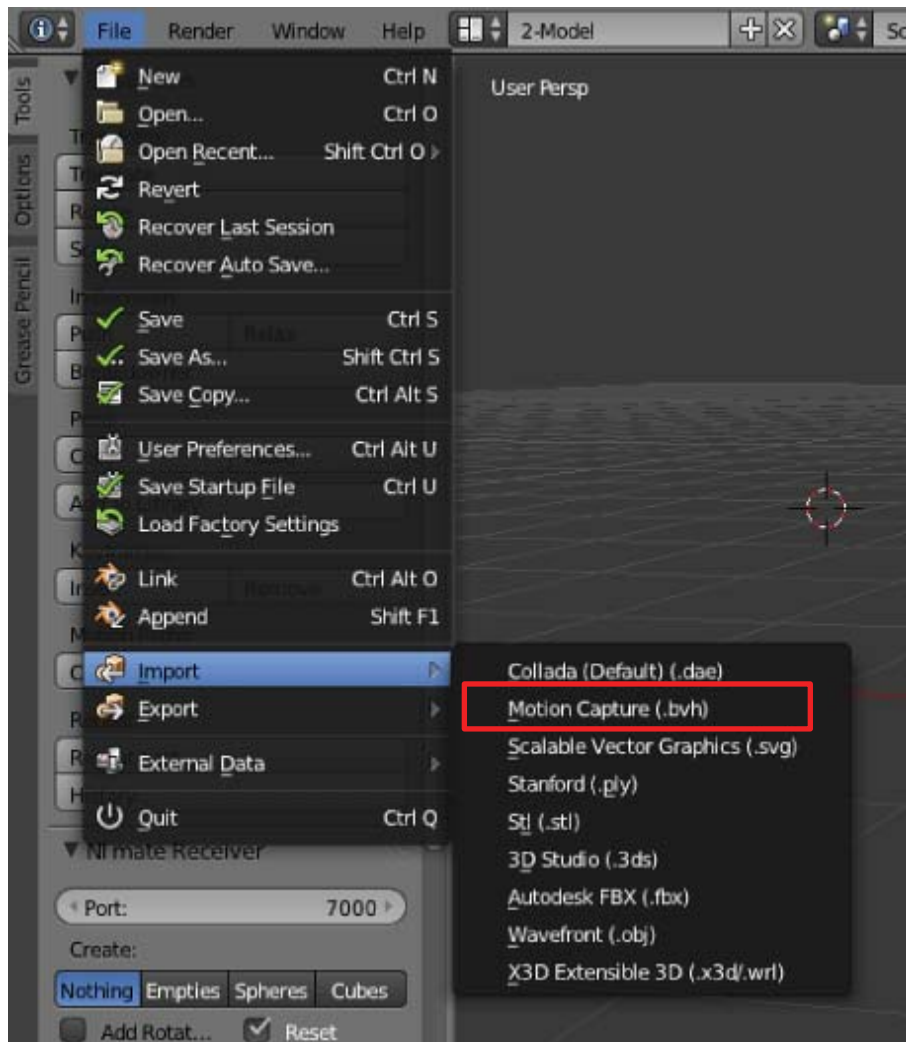 File Render Window Help 2-Model Sc
New Ctrl N
Open... Ctrl O
Open Recent... Shift Ctrl O
Revert
Recover Last Session
Recover Auto Save...
Save Ctrl S
Save As... Shift Ctrl S
Save Copy... Ctrl Alt S
User Preferences... Ctrl Alt U
Save Startup File Ctrl U
Load Factory Settings
Link Ctrl Alt O
Append Shift F1
Import
Export
External Data
Quit Ctrl Q
Tools
Options
Grease Pencil
User Persp
Collada (Default) (.dae)
Motion Capture (.bvh)
Scalable Vector Graphics (.svg)
Stanford (.ply)
Stl (.stl)
3D Studio (.3ds)
Autodesk FBX (.fbx)
Wavefront (.obj)
X3D Extensible 3D (.x3d/.wrl)
NI mate Receiver
Port: 7000
Create:
Nothing Empties Spheres Cubes
Add Rotat... Reset